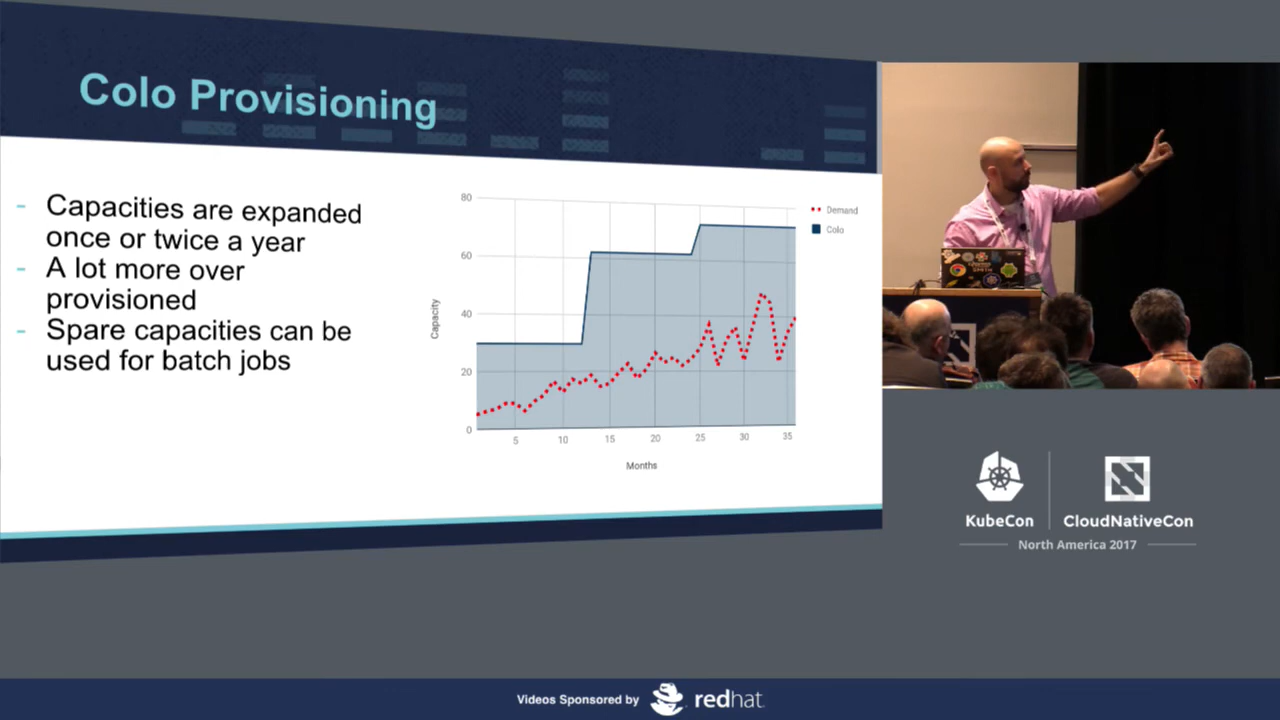 Colo Provisioning
- Capacities are expanded
once or twice a year
- A lot more over
provisioned
- Spare capacities can be
used for batch jobs
80
60
40
20
0
Capacity
5 10 15 20 25 30 35
Months
Demand
Colo
KubeCon
CloudNativeCon
North America 2017
Videos Sponsored by
redhat